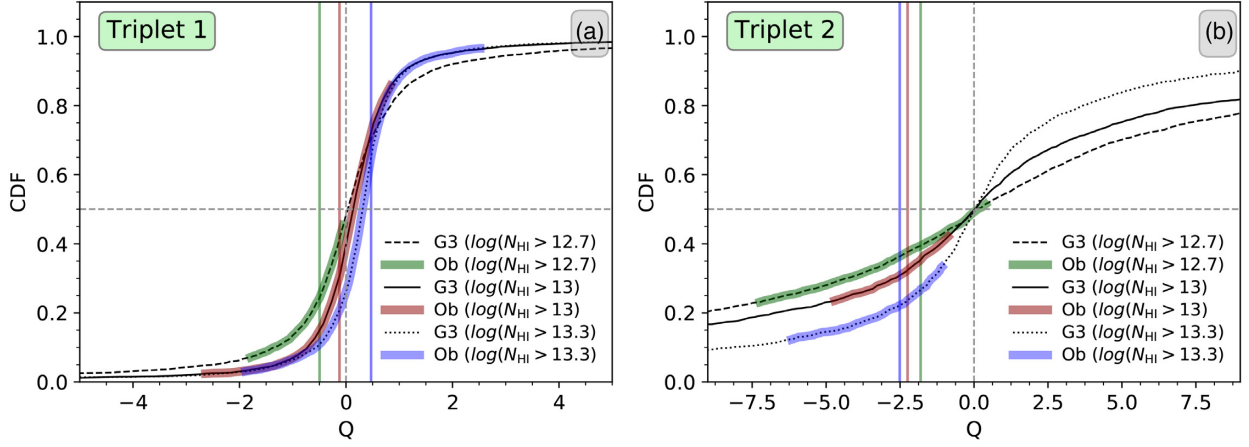 Triplet 1
(a)
CDF
1.0
0.8
0.6
0.4
0.2
0.0
G3 (log(N_HI > 12.7)
Ob (log(N_HI > 12.7)
G3 (log(N_HI > 13)
Ob (log(N_HI > 13)
G3 (log(N_HI > 13.3)
Ob (log(N_HI > 13.3)
−4 −2 0 2 4
Q
Triplet 2
(b)
CDF
1.0
0.8
0.6
0.4
0.2
0.0
G3 (log(N_HI > 12.7)
Ob (log(N_HI > 12.7)
G3 (log(N_HI > 13)
Ob (log(N_HI > 13)
G3 (log(N_HI > 13.3)
Ob (log(N_HI > 13.3)
−7.5 −5.0 −2.5 0.0 2.5 5.0 7.5
Q